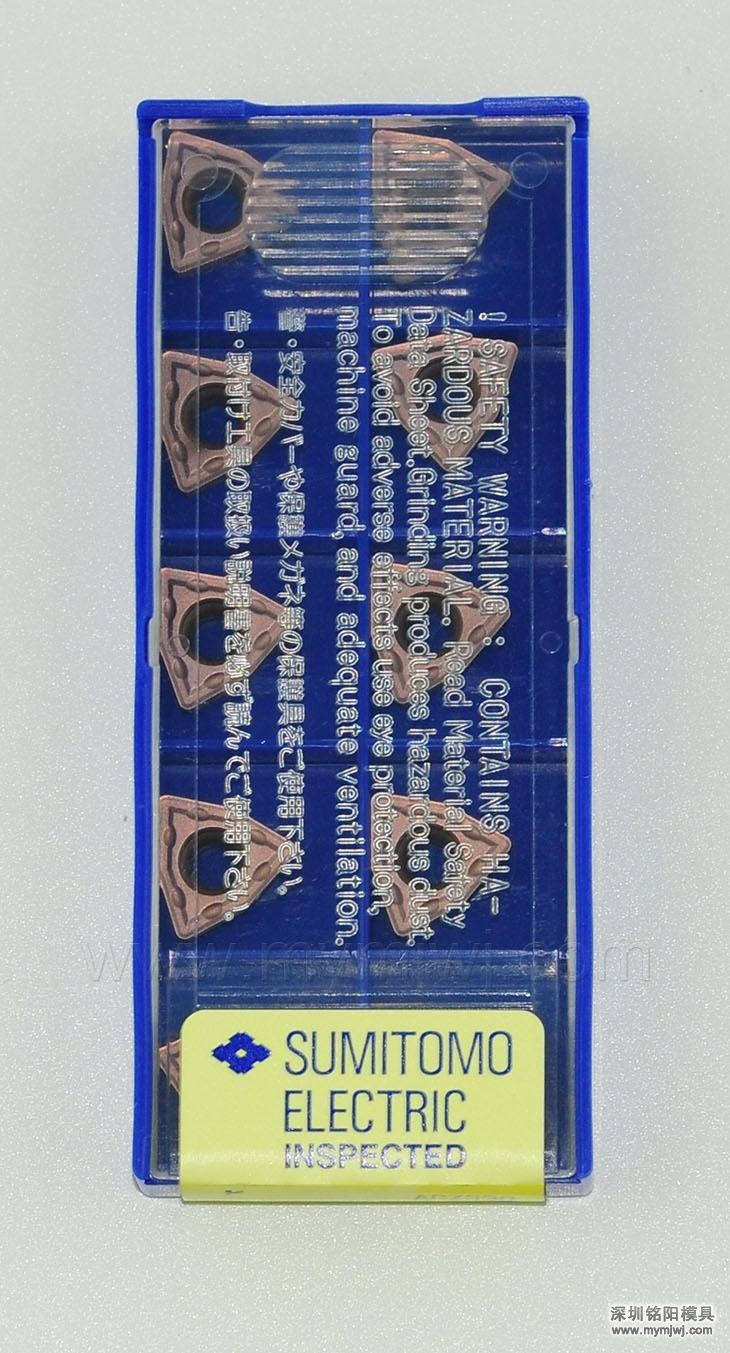 ! SAFETY WARNING : CONTAINS HA-
ZARDOUS MATERIAL. Read Material Safety
Data Sheet.Grinding produces hazardous dust.
To avoid adverse effects use eye protection,
machine guard, and adequate ventilation.
警・安全カバーや保護メガネ等の保護具をご使用下さい。
告・取付け工具の取扱い説明書を必ず読んでご使用下さい。
www.mymjwj.com
SUMITOMO
ELECTRIC
INSPECTED
深圳铭阳模具
www.mymjwj.com